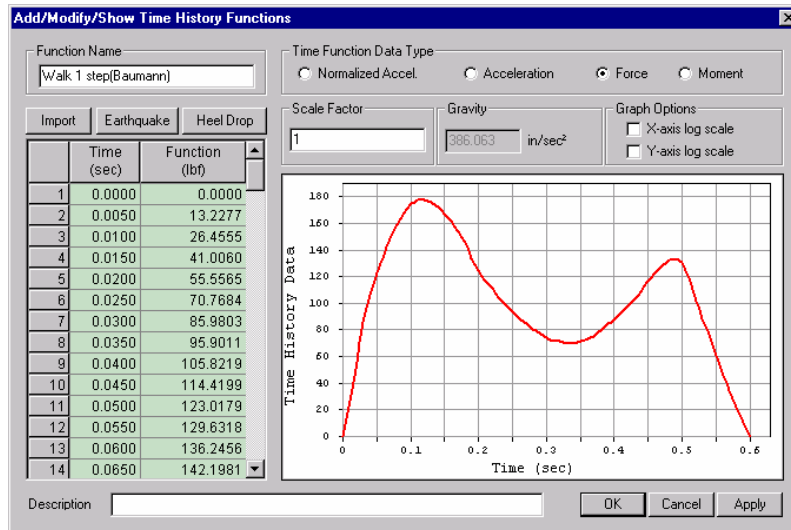 Add/Modify/Show Time History Functions
Function Name
Walk 1 step(Baumann)
Time Function Data Type
Normalized Accel.
Acceleration
Force
Moment
Import
Earthquake
Heel Drop
Scale Factor
1
Gravity
386.063 in/sec²
Graph Options
X-axis log scale
Y-axis log scale
Time (sec) Function (lbf)
1 0.0000 0.0000
2 0.0050 13.2277
3 0.0100 26.4555
4 0.0150 41.0060
5 0.0200 55.5565
6 0.0250 70.7684
7 0.0300 85.9803
8 0.0350 95.9011
9 0.0400 105.8219
10 0.0450 114.4199
11 0.0500 123.0179
12 0.0550 129.6318
13 0.0600 136.2456
14 0.0650 142.1981
Time History Data
180
160
140
120
100
80
60
40
20
0
0 0.1 0.2 0.3 0.4 0.5 0.6
Time (sec)
Description
OK
Cancel
Apply